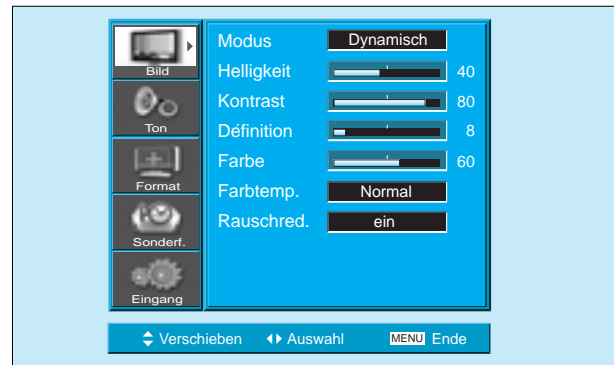 Bild
Ton
Format
Sonderf.
Eingang
Modus Dynamisch
Helligkeit 40
Kontrast 80
Définition 8
Farbe 60
Farbtemp. Normal
Rauschred. ein
Verschieben Auswahl MENU Ende